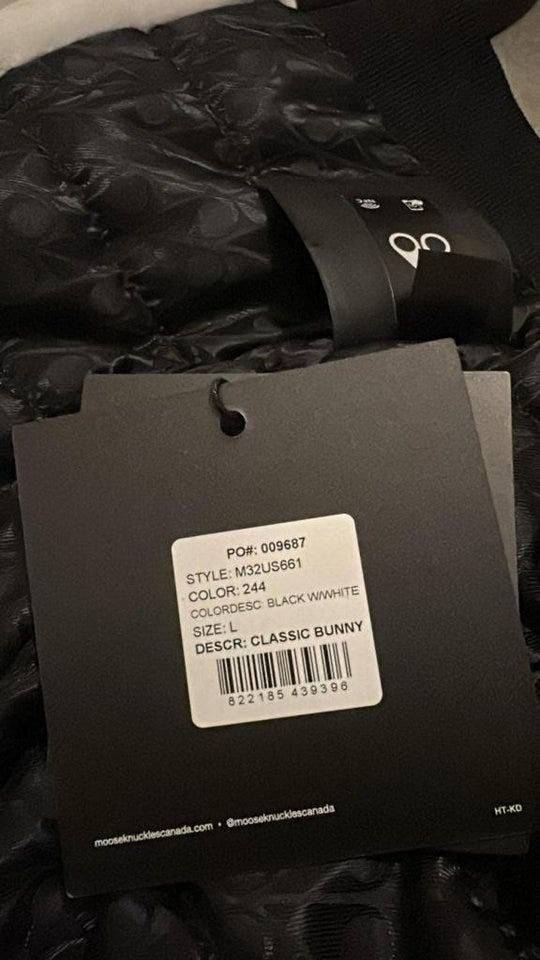 PO#: 009687
STYLE: M32US661
COLOR: 244
COLORDESC: BLACK W/WHITE
SIZE: L
DESCR: CLASSIC BUNNY
822185 439396
mooseknucklescanada.com • @mooseknucklescanada
HT-KD